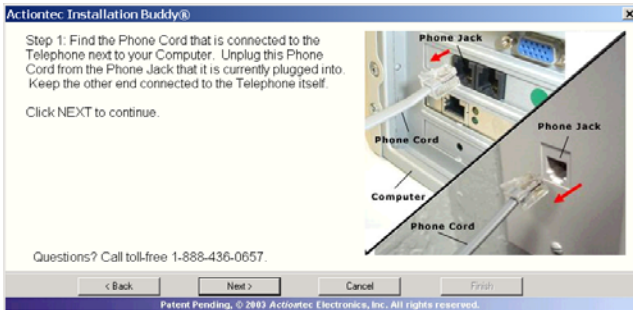 Actiontec Installation Buddy®
Step 1: Find the Phone Cord that is connected to the
Telephone next to your Computer. Unplug this Phone
Cord from the Phone Jack that it is currently plugged into.
Keep the other end connected to the Telephone itself.
Click NEXT to continue.
Phone Jack
Phone Cord
Computer
Phone Jack
Phone Cord
Questions? Call toll-free 1-888-436-0657.
< Back
Next >
Cancel
Finish
Patent Pending, © 2003 Actiontec Electronics, Inc. All rights reserved.